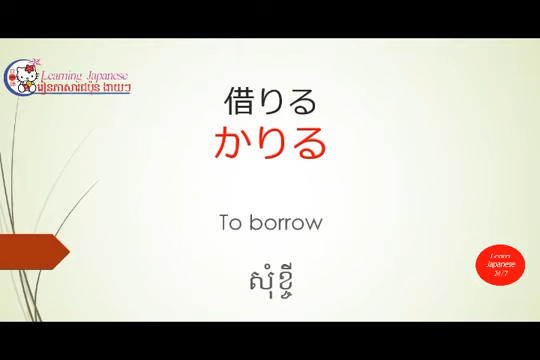 Learning Japanese
រៀនភាសាជប៉ុន ងាយៗ
借りる
かりる
To borrow
សុំខ្ចី
Learn
Japanese
24/7